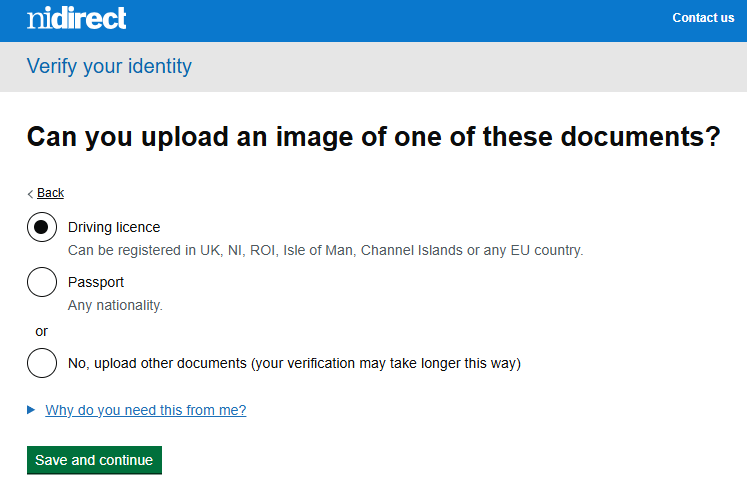 nidirect
Contact us
Verify your identity
Can you upload an image of one of these documents?
Back
Driving licence
Can be registered in UK, NI, ROI, Isle of Man, Channel Islands or any EU country.
Passport
Any nationality.
or
No, upload other documents (your verification may take longer this way)
Why do you need this from me?
Save and continue